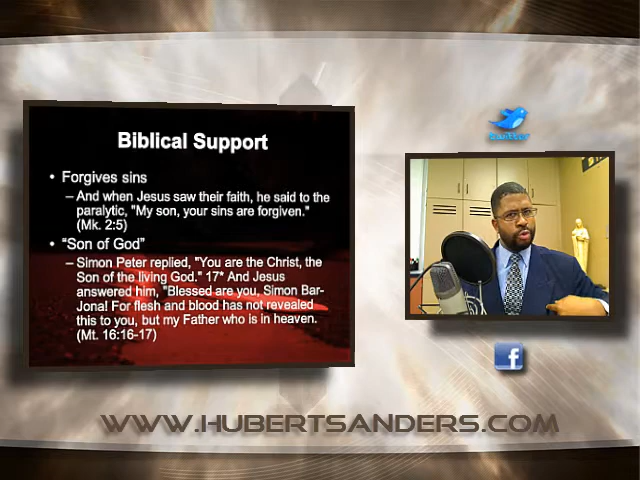 Biblical Support
• Forgives sins
– And when Jesus saw their faith, he said to the
paralytic, "My son, your sins are forgiven."
(Mk. 2:5)
• “Son of God”
– Simon Peter replied, "You are the Christ, the
Son of the living God." 17* And Jesus
answered him, "Blessed are you, Simon Bar-
Jona! For flesh and blood has not revealed
this to you, but my Father who is in heaven.
(Mt. 16:16-17)
f
WWW.HUBERTSANDERS.COM